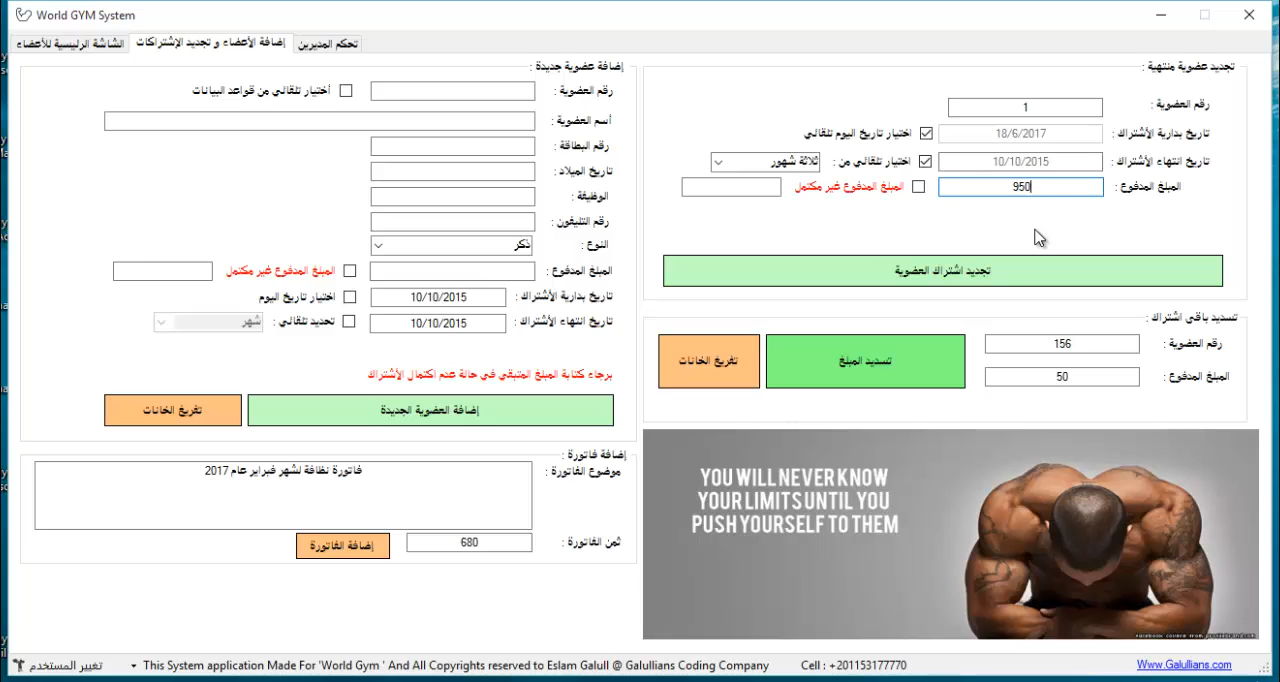 World GYM System
الشاشة الرئيسية للأعضاء
إضافة الأعضاء و تجديد الإشتراكات
تحكم المديرين
تجديد عضوية منتهية :
رقم العضوية :
1
تاريخ بدارية الأشتراك :
18/6/2017
اختيار تاريخ اليوم تلقائي
تاريخ انتهاء الأشتراك :
10/10/2015
اختيار تلقائي من :
ثلاثة شهور
المبلغ المدفوع :
950
المبلغ المدفوع غير مكتمل
تجديد اشتراك العضوية
تسديد باقى اشتراك :
رقم العضوية :
156
المبلغ المدفوع :
50
تسديد المبلغ
تفريغ الخانات
إضافة عضوية جديدة :
رقم العضوية :
أختيار تلقائي من قواعد البيانات
أسم العضوية :
رقم البطاقة :
تاريخ الميلاد :
الوظيفة :
رقم التليفون :
النوع :
ذكر
المبلغ المدفوع :
المبلغ المدفوع غير مكتمل
تاريخ بدارية الأشتراك :
10/10/2015
اختيار تاريخ اليوم
تاريخ انتهاء الأشتراك :
10/10/2015
تحديد تلقائي :
شهر
برجاء كتابة المبلغ المتبقي في حالة عدم اكتمال الأشتراك
إضافة العضوية الجديدة
تفريغ الخانات
إضافة فاتورة :
موضوع الفاتورة :
فاتورة نظافة لشهر فبراير عام 2017
ثمن الفاتورة :
680
إضافة الفاتورة
YOU WILL NEVER KNOW
YOUR LIMITS UNTIL YOU
PUSH YOURSELF TO THEM
تغيير المستخدم
This System application Made For 'World Gym ' And All Copyrights reserved to Eslam Galull @ Galullians Coding Company
Cell : +201153177770
Www.Galullians.com